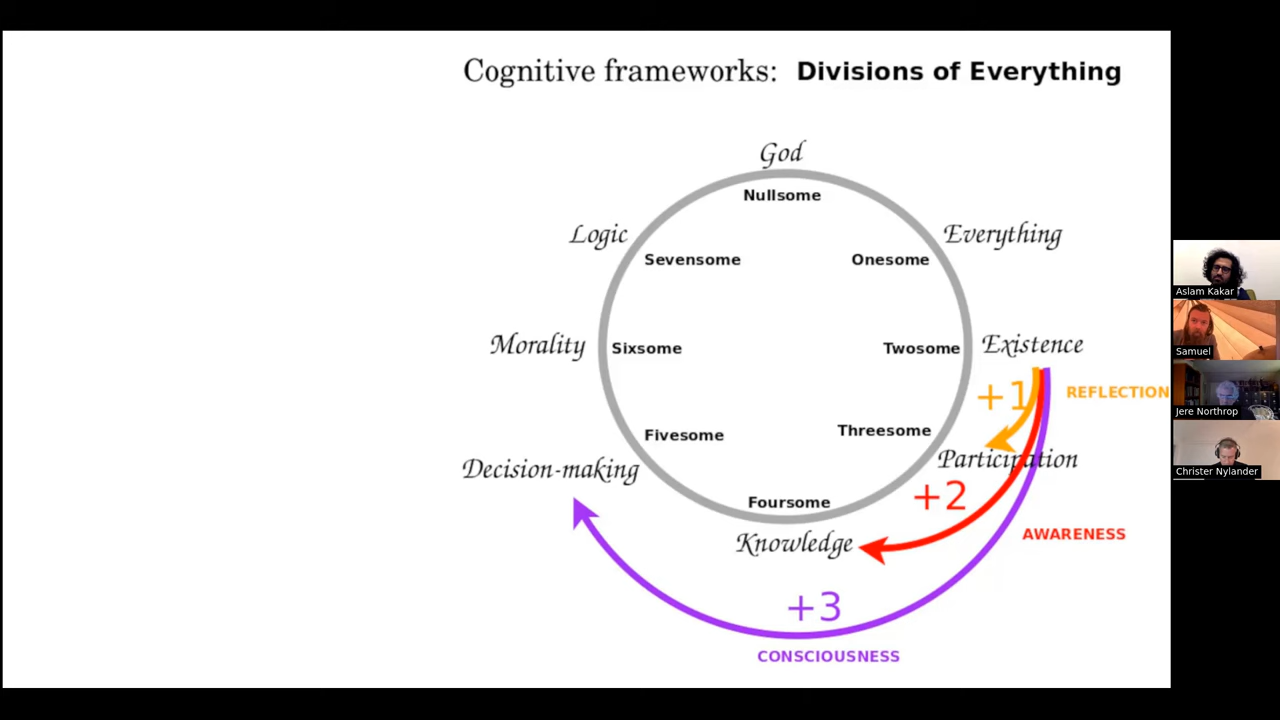 Cognitive frameworks: Divisions of Everything
God
Nullsome
Logic
Everything
Sevensome
Onesome
Morality
Sixsome
Twosome
Existence
+1
REFLECTION
Fivesome
Threesome
Decision-making
Participation
Foursome
+2
Knowledge
AWARENESS
+3
CONSCIOUSNESS
Aslam Kakar
Samuel
Jere Northrop
Christer Nylander